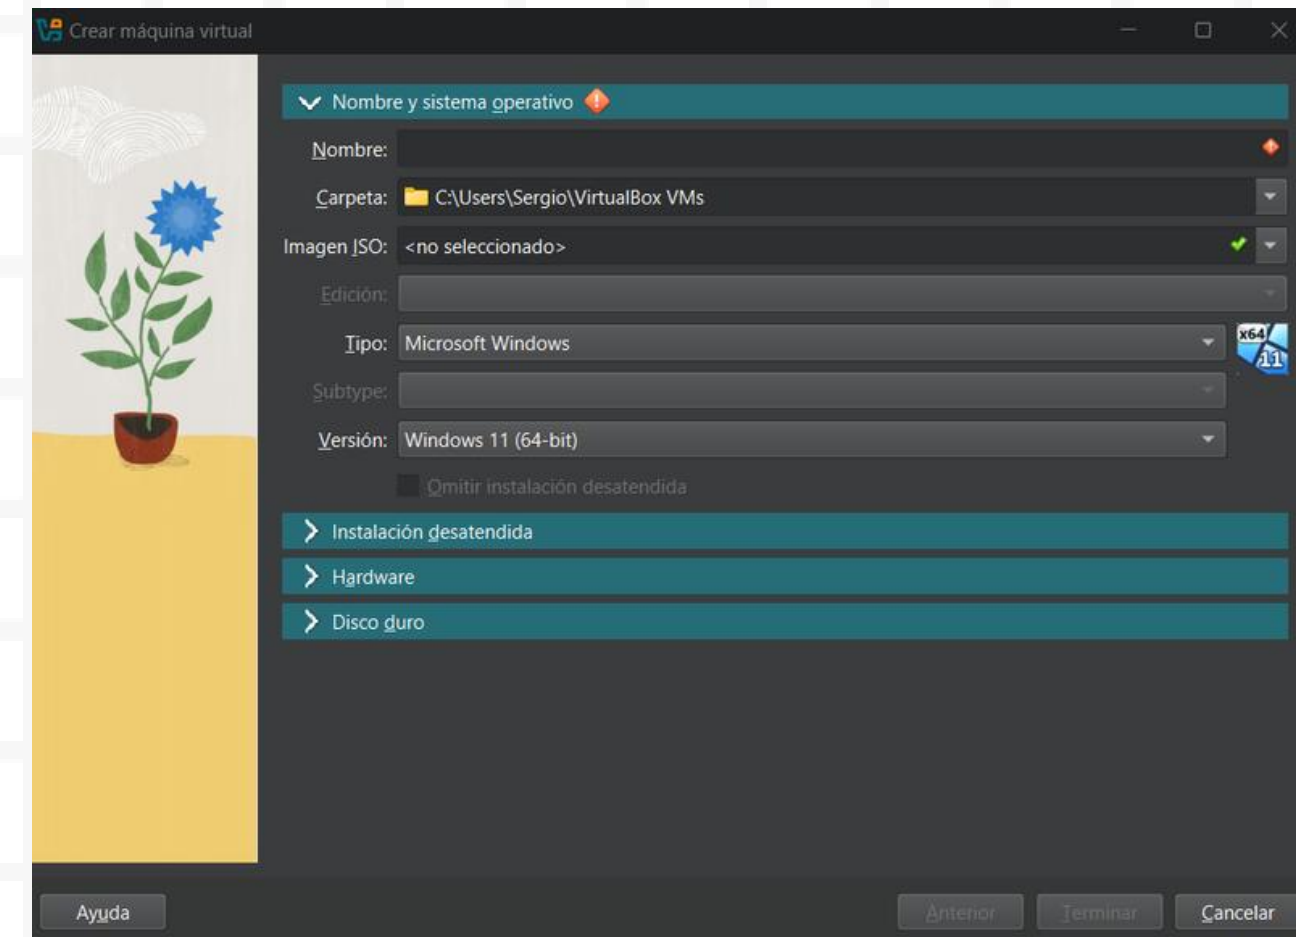 Crear máquina virtual
Nombre y sistema operativo
Nombre:
Carpeta: C:\Users\Sergio\VirtualBox VMs
Imagen ISO: <no seleccionado>
Edición:
Tipo: Microsoft Windows
x64
11
Subtype:
Versión: Windows 11 (64-bit)
Omitir instalación desatendida
Instalación desatendida
Hardware
Disco duro
Ayuda Anterior Terminar Cancelar